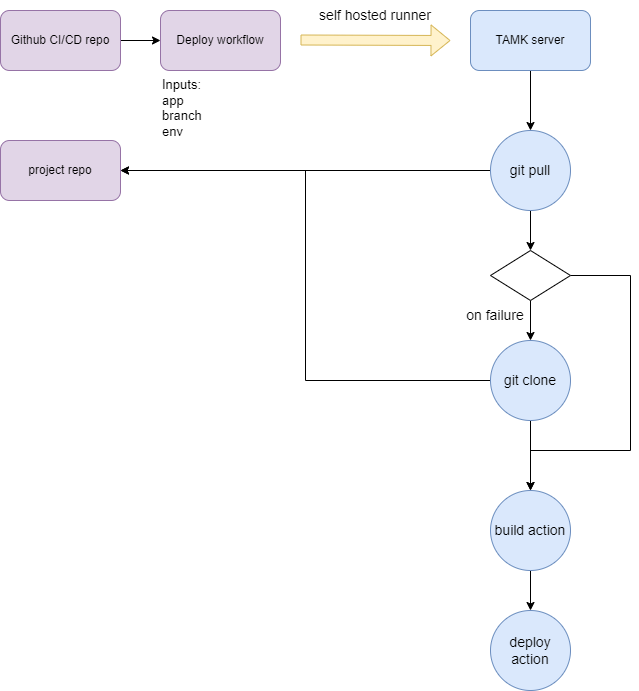 self hosted runner
Github CI/CD repo
Deploy workflow
TAMK server
Inputs:
app
branch
env
project repo
git pull
on failure
git clone
build action
deploy
action